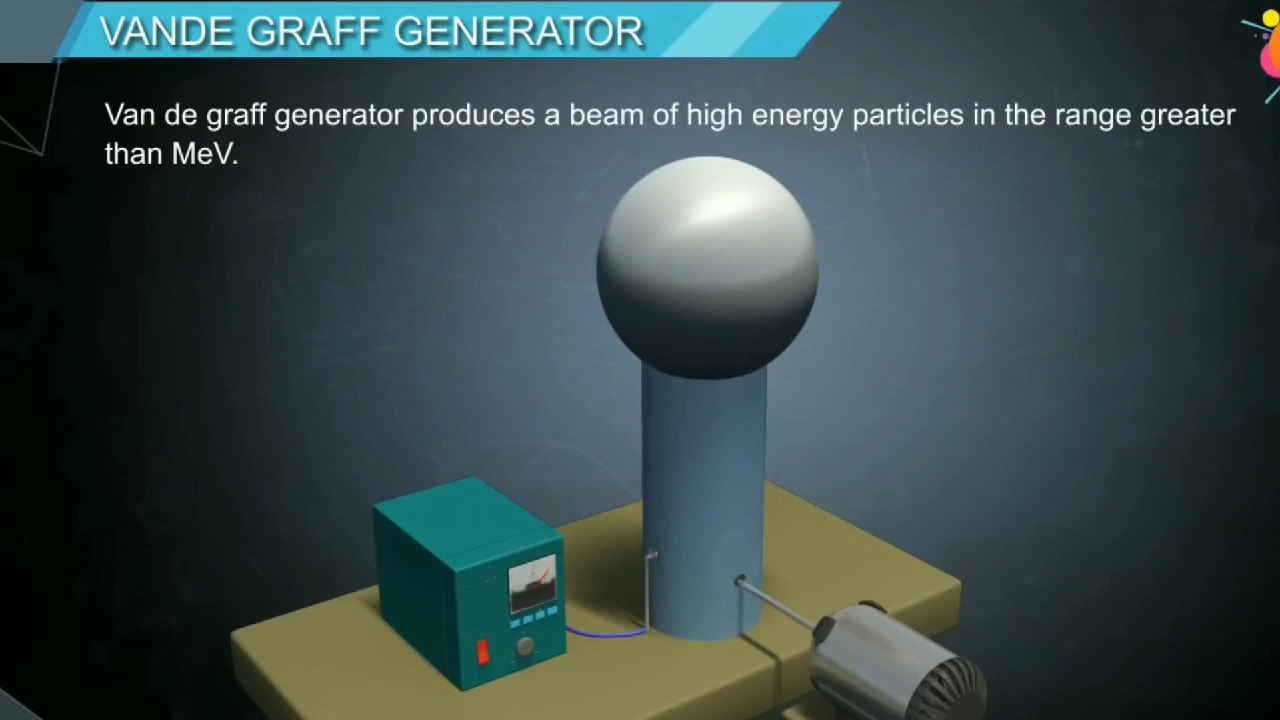 VANDE GRAFF GENERATOR
Van de graff generator produces a beam of high energy particles in the range greater
than MeV.